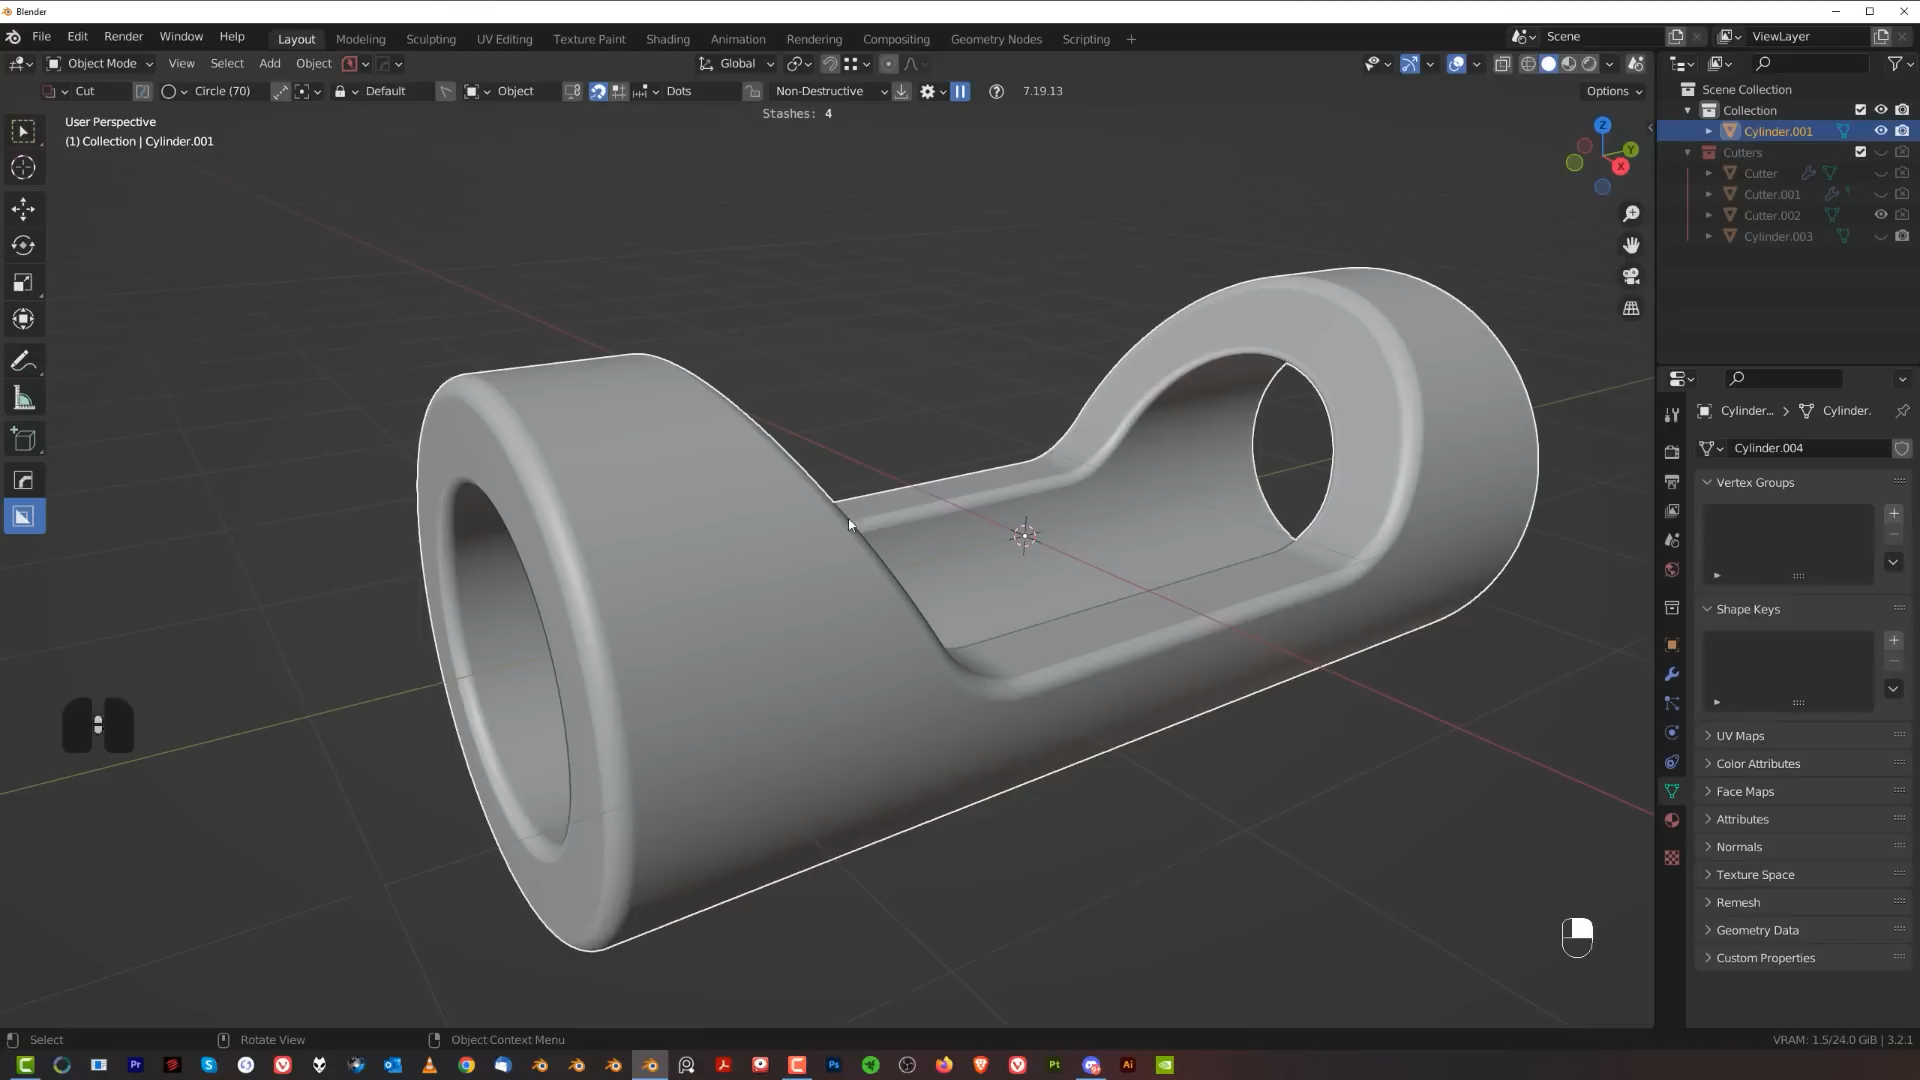 Blender
File Edit Render Window Help Layout Modeling Sculpting UV Editing Texture Paint Shading Animation Rendering Compositing Geometry Nodes Scripting + Scene ViewLayer
Object Mode View Select Add Object Global
Cut Circle (70) Default Object Dots Non-Destructive 7.19.13 Options
Stashes: 4
User Perspective
(1) Collection | Cylinder.001
Z
Y
X
Scene Collection
Collection
Cylinder.001
Cutters
Cutter
Cutter.001
Cutter.002
Cylinder.003
Cylinder... > Cylinder.
Cylinder.004
Vertex Groups
Shape Keys
UV Maps
Color Attributes
Face Maps
Attributes
Normals
Texture Space
Remesh
Geometry Data
Custom Properties
Select Rotate View Object Context Menu VRAM: 1.5/24.0 GiB | 3.2.1
Pr S Ps Pt Ai